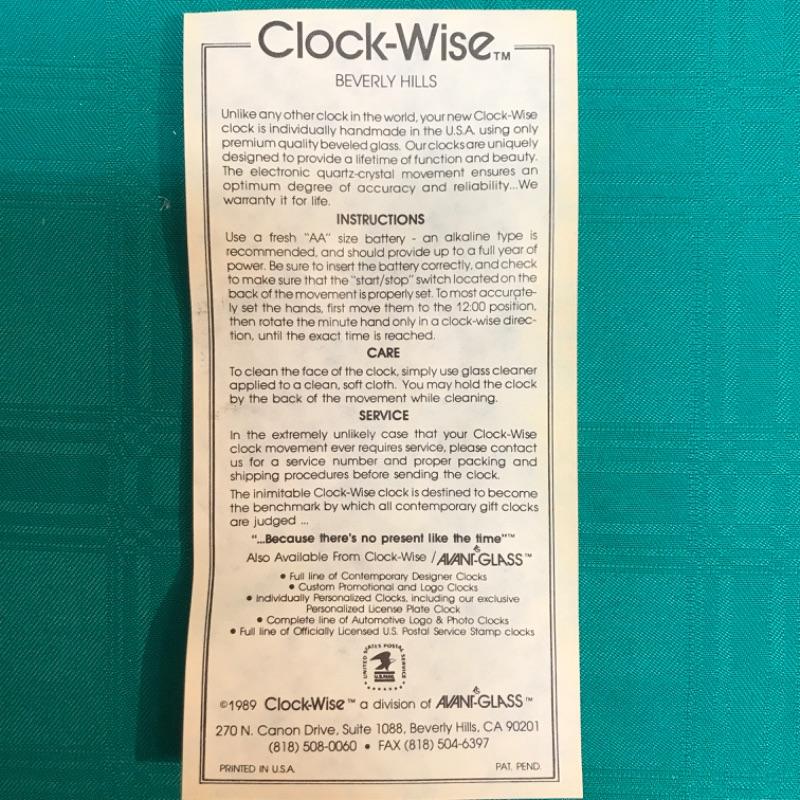 Clock-Wise™
BEVERLY HILLS
Unlike any other clock in the world, your new Clock-Wise
clock is individually handmade in the U.S.A. using only
premium quality beveled glass. Our clocks are uniquely
designed to provide a lifetime of function and beauty.
The electronic quartz-crystal movement ensures an
optimum degree of accuracy and reliability...We
warranty it for life.
INSTRUCTIONS
Use a fresh "AA" size battery - an alkaline type is
recommended, and should provide up to a full year of
power. Be sure to insert the battery correctly, and check
to make sure that the "start/stop" switch located on the
back of the movement is properly set. To most accurate-
ly set the hands, first move them to the 12:00 position,
then rotate the minute hand only in a clock-wise direc-
tion, until the exact time is reached.
CARE
To clean the face of the clock, simply use glass cleaner
applied to a clean, soft cloth. You may hold the clock
by the back of the movement while cleaning.
SERVICE
In the extremely unlikely case that your Clock-Wise
clock movement ever requires service, please contact
us for a service number and proper packing and
shipping procedures before sending the clock.
The inimitable Clock-Wise clock is destined to become
the benchmark by which all contemporary gift clocks
are judged ...
"...Because there's no present like the time"™
Also Available From Clock-Wise / AVANT-GLASS™
• Full line of Contemporary Designer Clocks
• Custom Promotional and Logo Clocks
• Individually Personalized Clocks, including our exclusive
Personalized License Plate Clock
• Complete line of Automotive Logo & Photo Clocks
• Full line of Officially Licensed U.S. Postal Service Stamp clocks
UNITED STATES POSTAL SERVICE
U.S.MAIL
©1989 Clock-Wise™ a division of AVANT-GLASS™
270 N. Canon Drive, Suite 1088, Beverly Hills, CA 90201
(818) 508-0060 • FAX (818) 504-6397
PRINTED IN U.S.A. PAT. PEND.